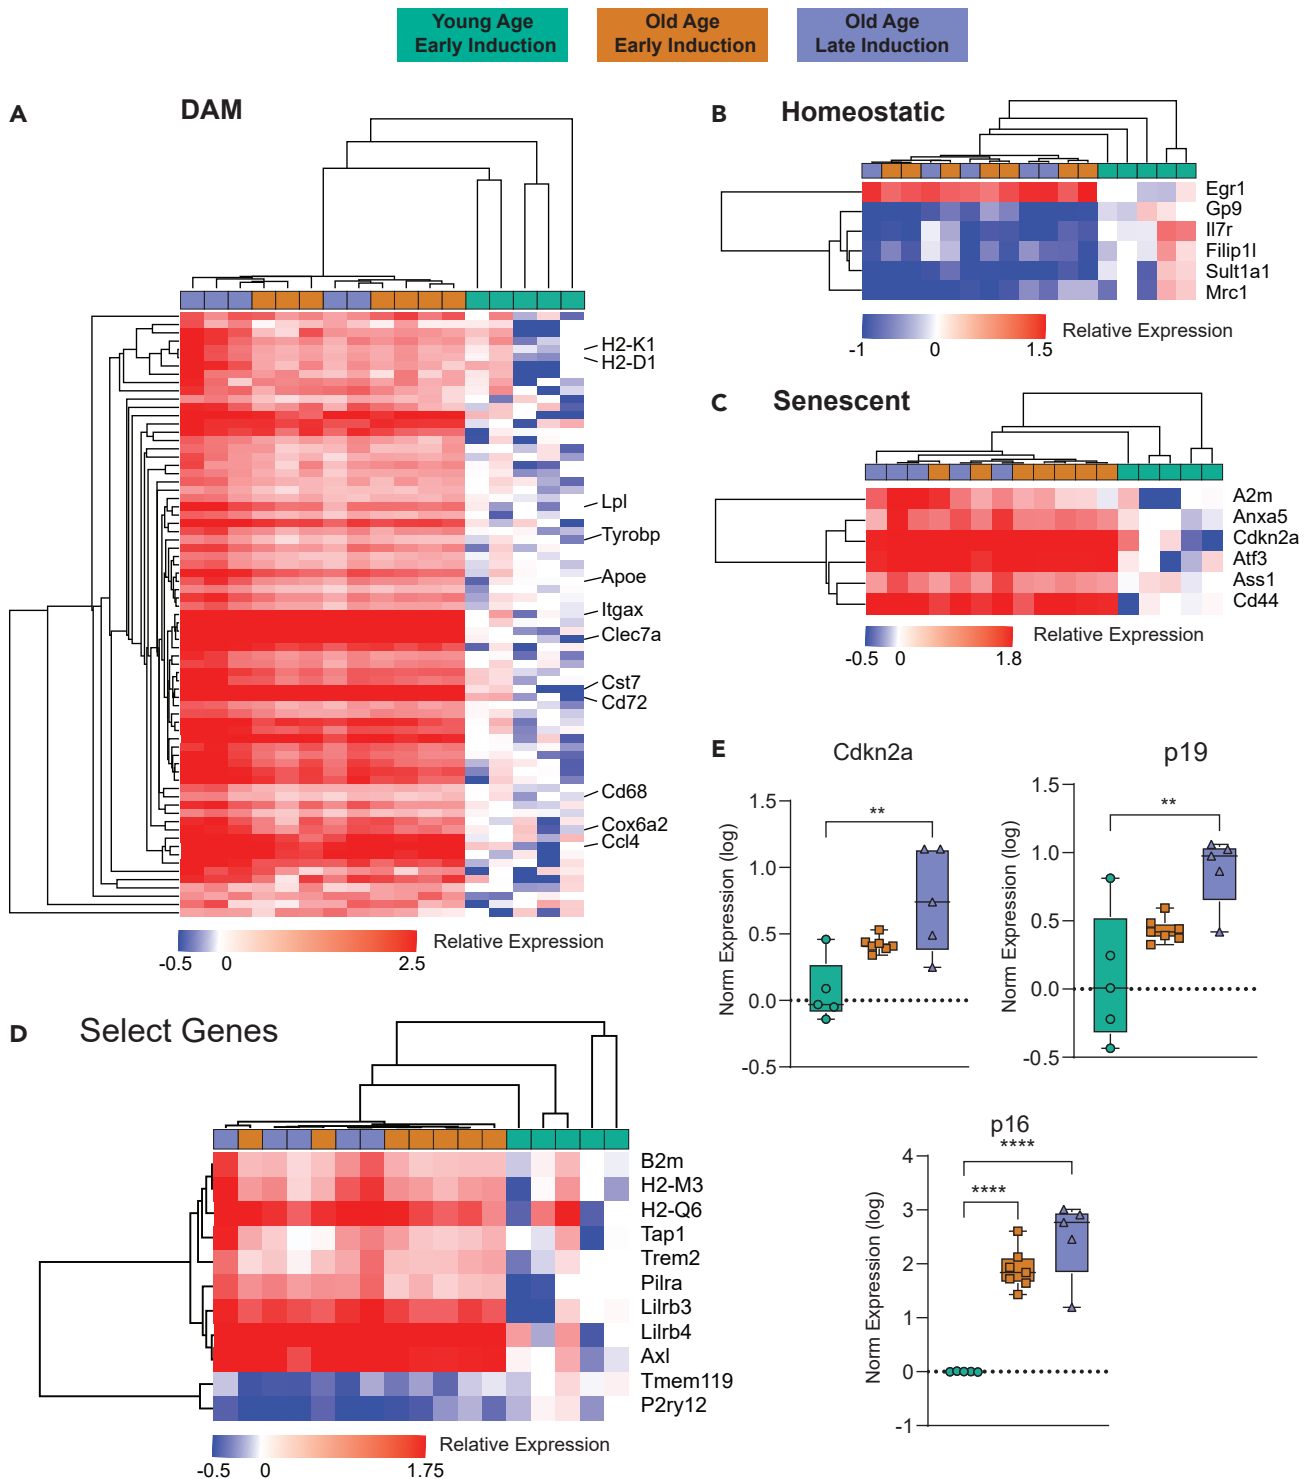 Young Age
Early Induction
Old Age
Early Induction
Old Age
Late Induction
A
DAM
H2-K1
H2-D1
Lpl
Tyrobp
Apoe
Itgax
Clec7a
Cst7
Cd72
Cd68
Cox6a2
Ccl4
-0.5
0
2.5
Relative Expression
B
Homeostatic
Egr1
Gp9
Il7r
Filip1l
Sult1a1
Mrc1
-1
0
1.5
Relative Expression
C
Senescent
A2m
Anxa5
Cdkn2a
Atf3
Ass1
Cd44
-0.5
0
1.8
Relative Expression
D
Select Genes
B2m
H2-M3
H2-Q6
Tap1
Trem2
Pilra
Lilrb3
Lilrb4
Axl
Tmem119
P2ry12
-0.5
0
1.75
Relative Expression
E
Cdkn2a
Norm Expression (log)
1.5
1.0
0.5
0.0
-0.5
**
p19
Norm Expression (log)
1.5
1.0
0.5
0.0
-0.5
**
p16
Norm Expression (log)
4
3
2
1
0
-1
****
****